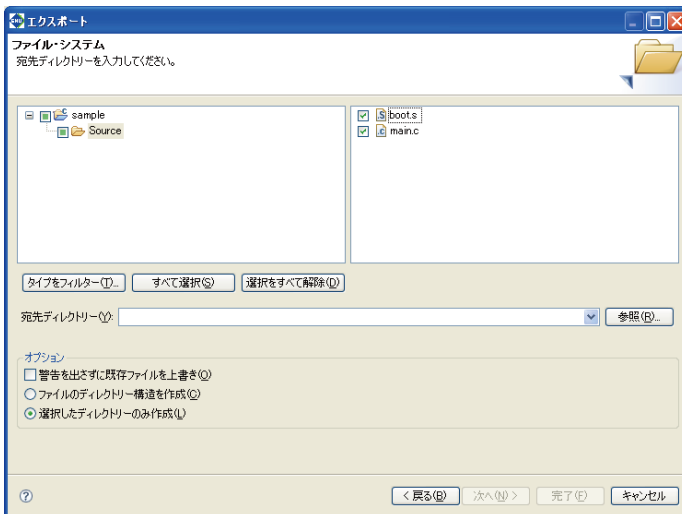 エクスポート
ファイル・システム
宛先ディレクトリーを入力してください。
sample
Source
boot.s
main.c
タイプをフィルター(T)...
すべて選択(S)
選択をすべて解除(D)
宛先ディレクトリー(Y):
参照(R)...
オプション
警告を出さずに既存ファイルを上書き(O)
ファイルのディレクトリー構造を作成(C)
選択したディレクトリーのみ作成(L)
< 戻る(B)
次へ(N) >
完了(F)
キャンセル